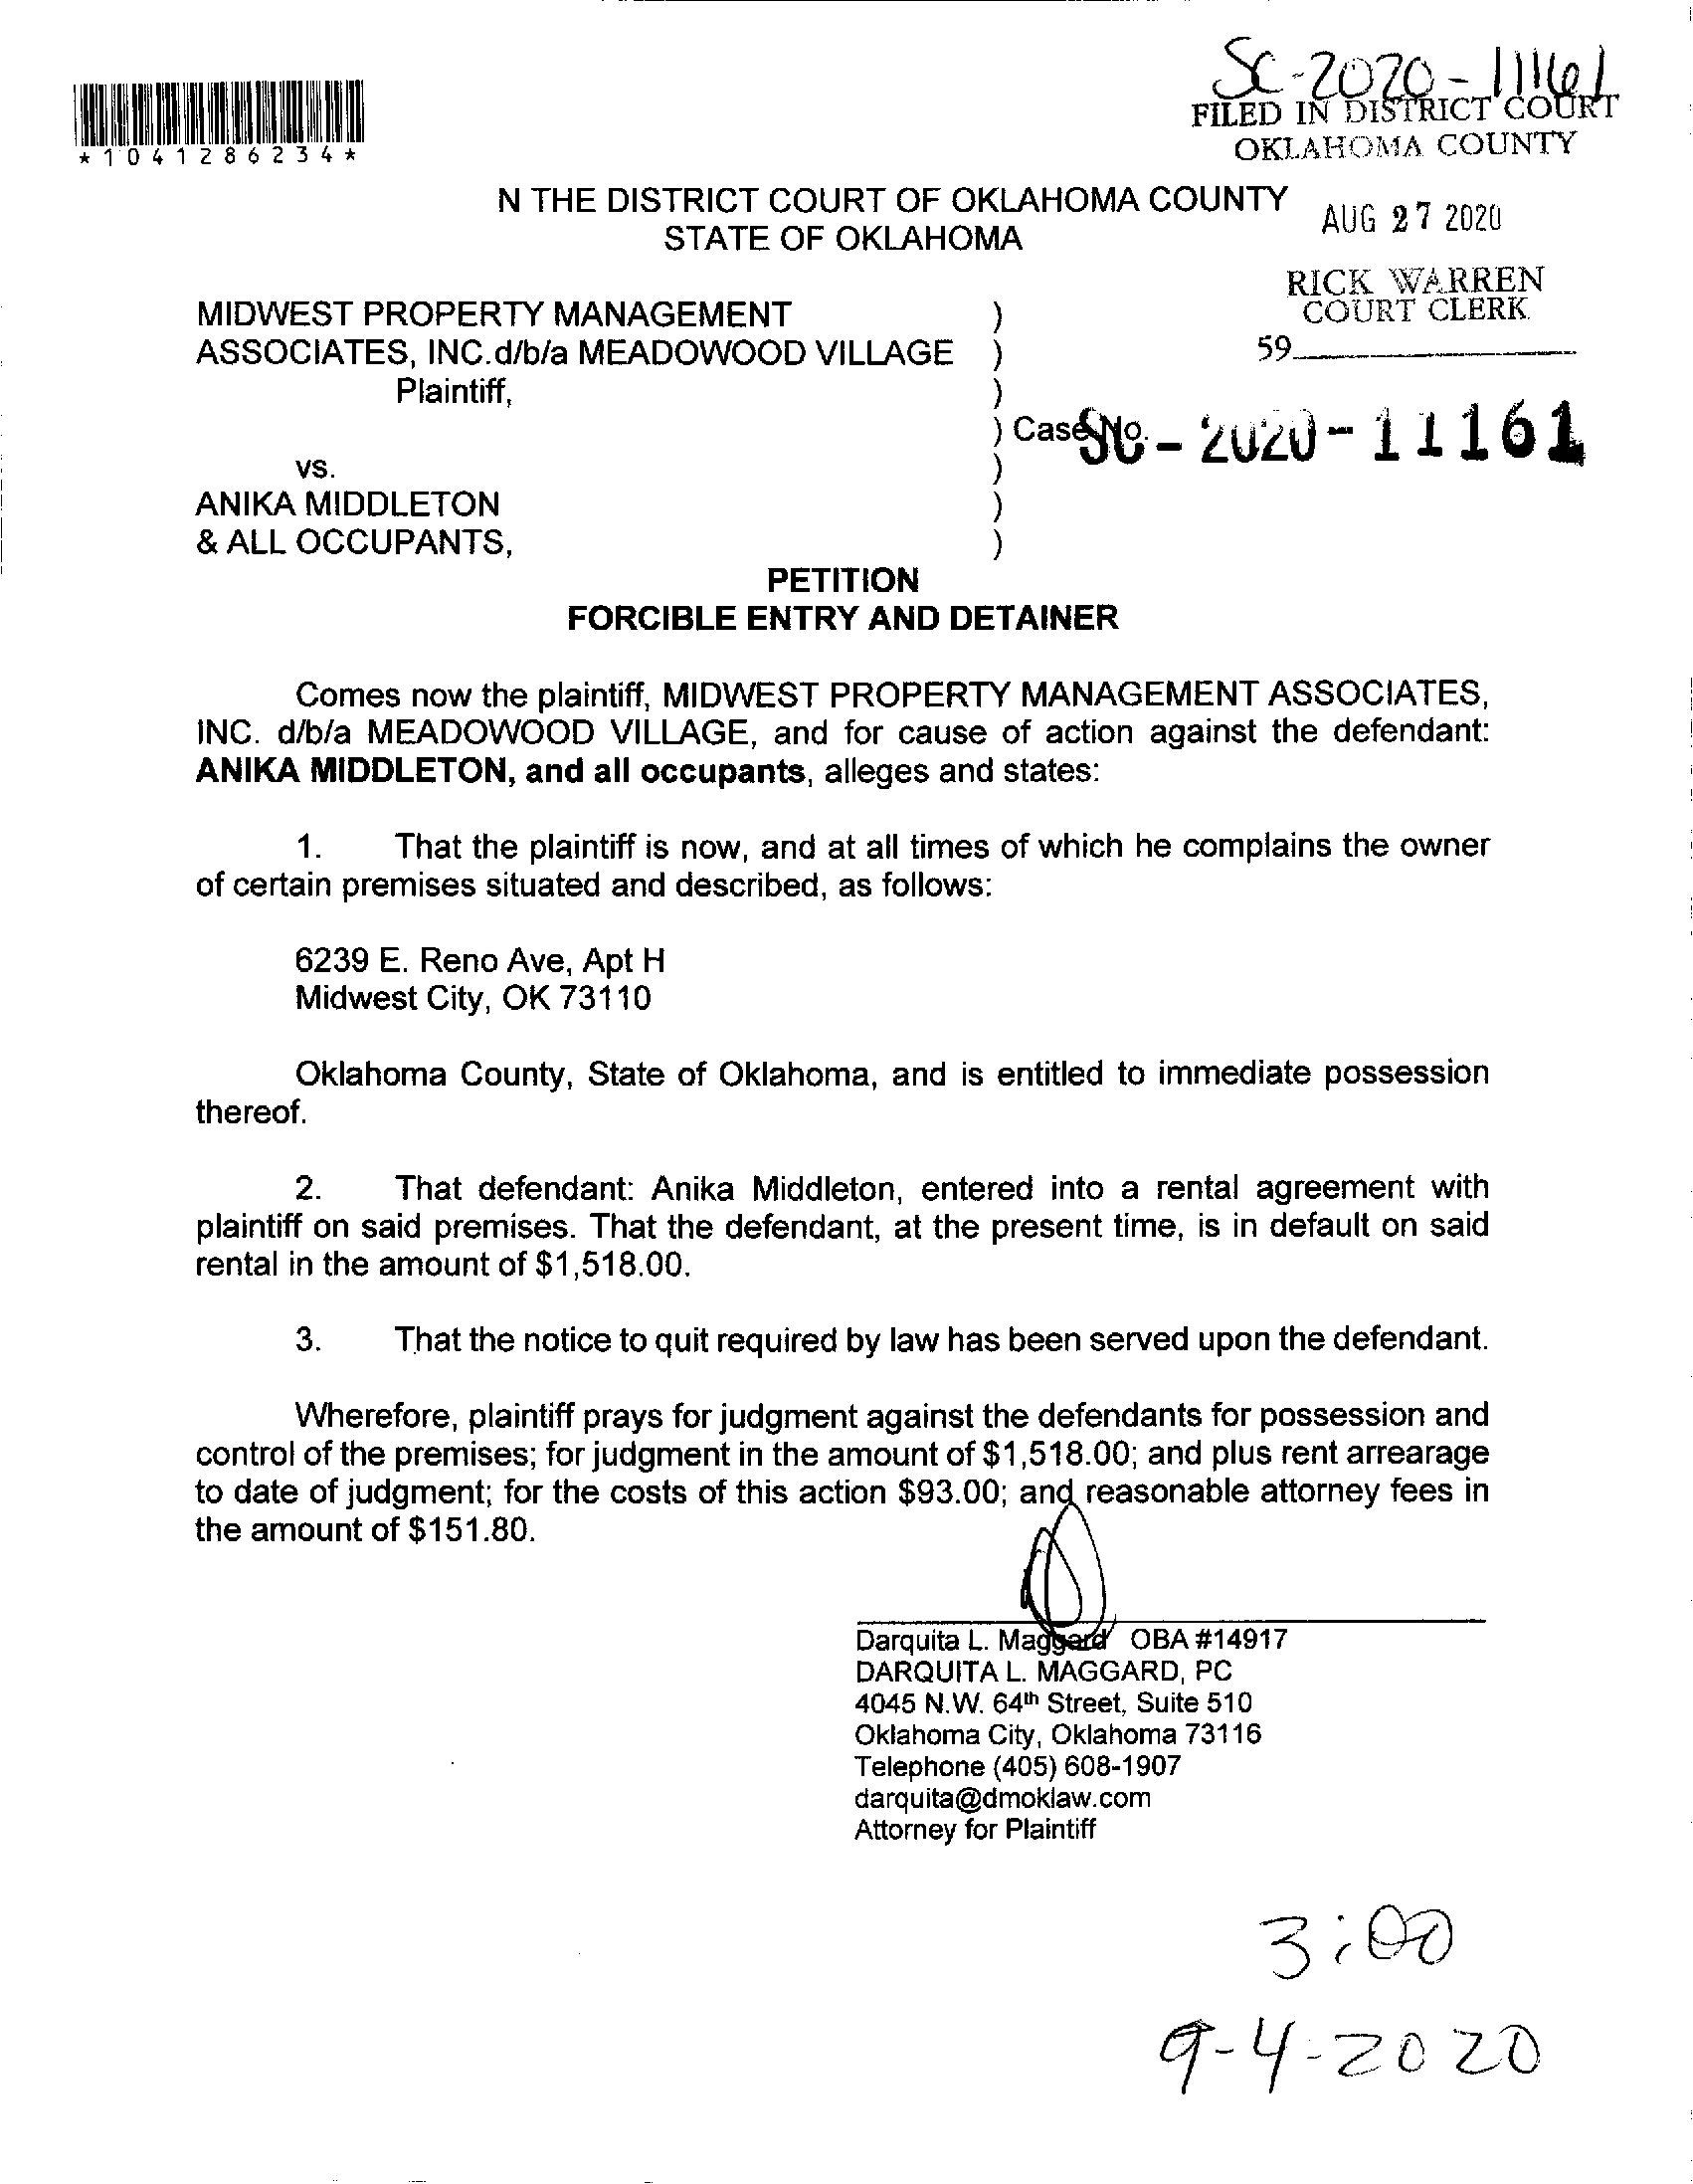 SC-2020-11161
FILED IN DISTRICT COURT
OKLAHOMA COUNTY
*1041286234*
N THE DISTRICT COURT OF OKLAHOMA COUNTY
STATE OF OKLAHOMA
AUG 27 2020
RICK WARREN
COURT CLERK
59
MIDWEST PROPERTY MANAGEMENT )
ASSOCIATES, INC.d/b/a MEADOWOOD VILLAGE )
Plaintiff, )
) Case No. SC - 2020 - 11161
vs. )
ANIKA MIDDLETON )
& ALL OCCUPANTS, )
PETITION
FORCIBLE ENTRY AND DETAINER
Comes now the plaintiff, MIDWEST PROPERTY MANAGEMENT ASSOCIATES,
INC. d/b/a MEADOWOOD VILLAGE, and for cause of action against the defendant:
ANIKA MIDDLETON, and all occupants, alleges and states:
1. That the plaintiff is now, and at all times of which he complains the owner
of certain premises situated and described, as follows:
6239 E. Reno Ave, Apt H
Midwest City, OK 73110
Oklahoma County, State of Oklahoma, and is entitled to immediate possession
thereof.
2. That defendant: Anika Middleton, entered into a rental agreement with
plaintiff on said premises. That the defendant, at the present time, is in default on said
rental in the amount of $1,518.00.
3. That the notice to quit required by law has been served upon the defendant.
Wherefore, plaintiff prays for judgment against the defendants for possession and
control of the premises; for judgment in the amount of $1,518.00; and plus rent arrearage
to date of judgment; for the costs of this action $93.00; and reasonable attorney fees in
the amount of $151.80.
Darquita L. Maggard OBA #14917
DARQUITA L. MAGGARD, PC
4045 N.W. 64th Street, Suite 510
Oklahoma City, Oklahoma 73116
Telephone (405) 608-1907
darquita@dmoklaw.com
Attorney for Plaintiff
3:00
9-4-2020